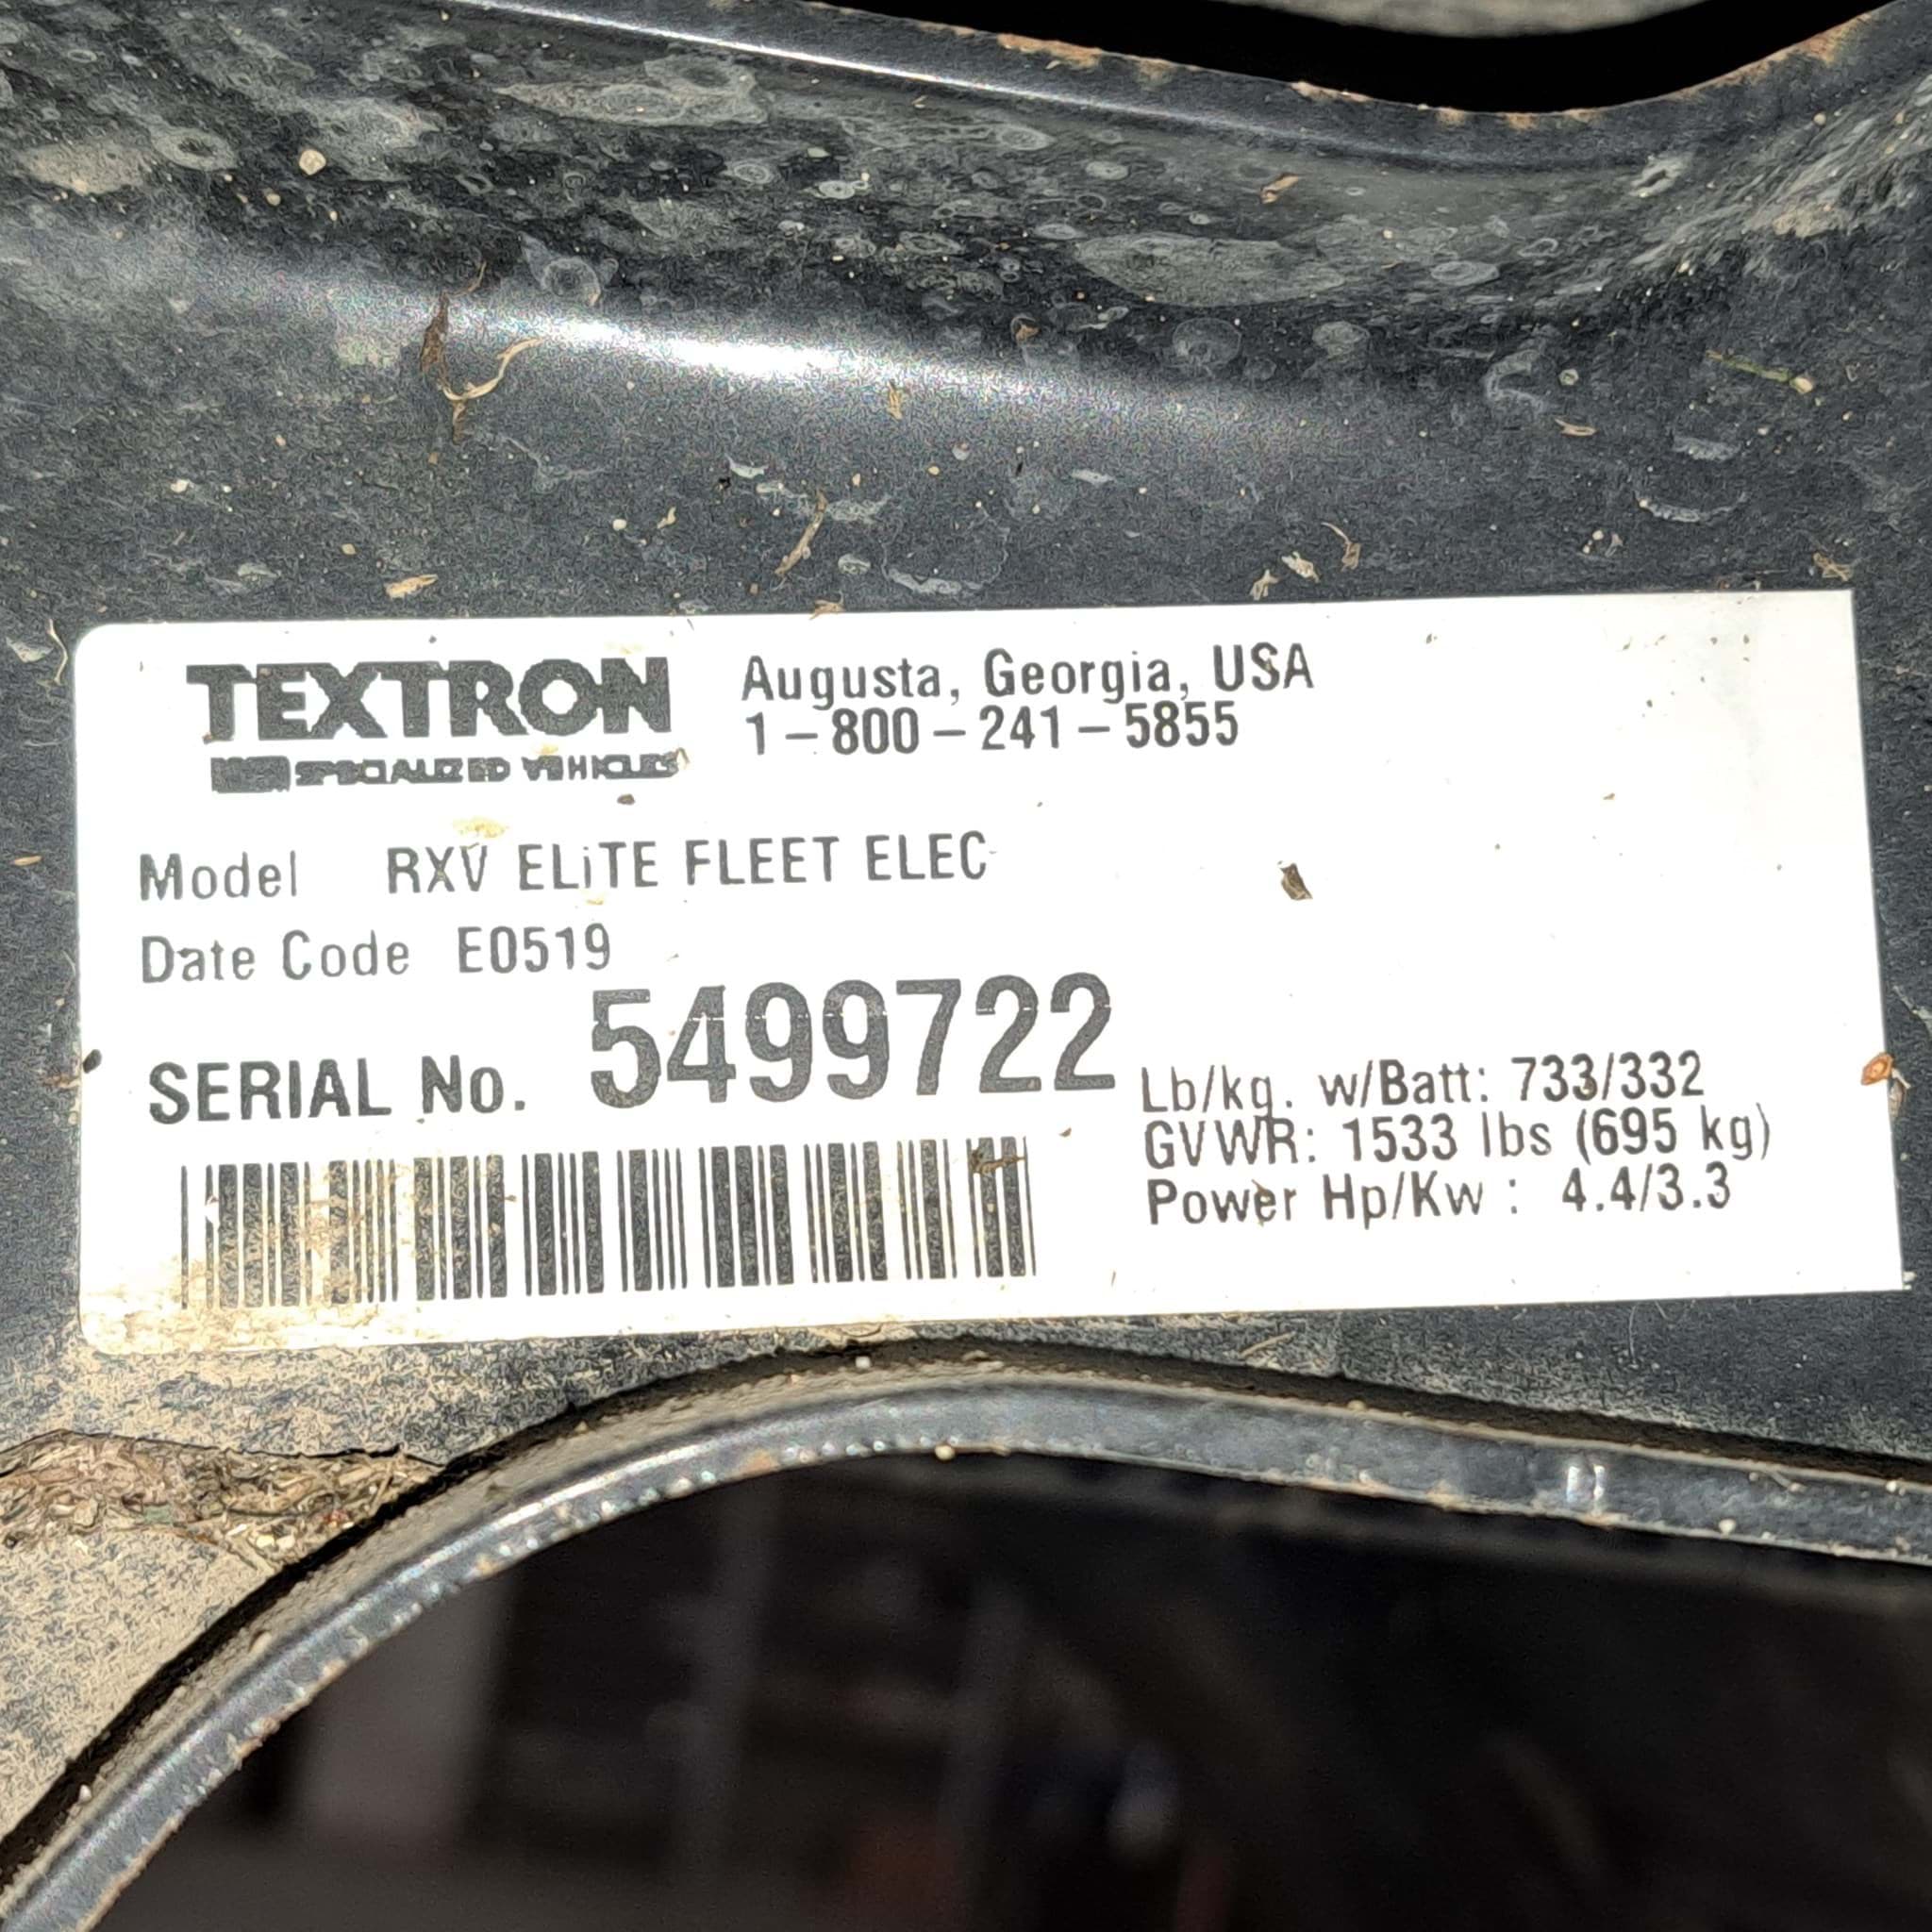 TEXTRON
SPECIALIZED VEHICLES
Augusta, Georgia, USA
1-800-241-5855
Model RXV ELiTE FLEET ELEC
Date Code E0519
SERIAL No. 5499722
Lb/kg. w/Batt: 733/332
GVWR: 1533 lbs (695 kg)
Power Hp/Kw : 4.4/3.3